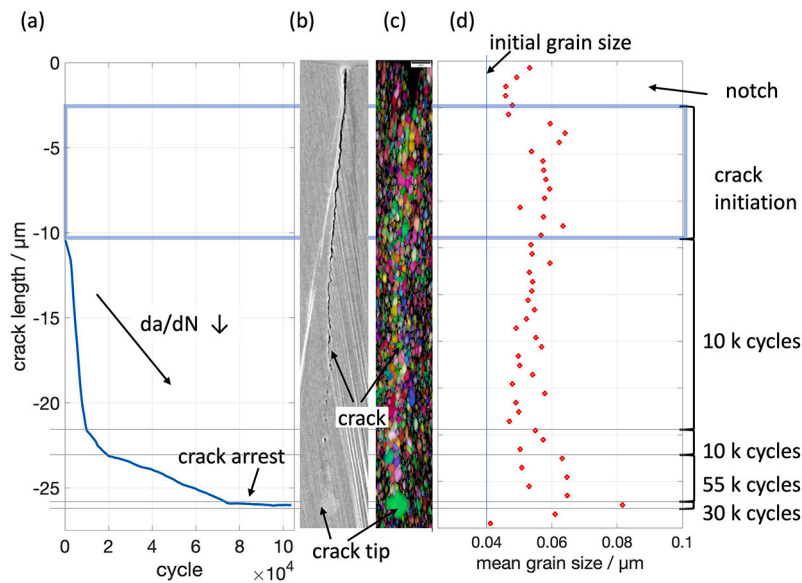 (a)
(b)
(c)
(d)
initial grain size
notch
crack
initiation
10 k cycles
10 k cycles
55 k cycles
30 k cycles
0
-5
-10
-15
-20
-25
crack length / µm
da/dN ↓
crack arrest
crack
crack tip
0
2
4
6
8
10
cycle
×10⁴
0.04
0.06
0.08
0.1
mean grain size / µm